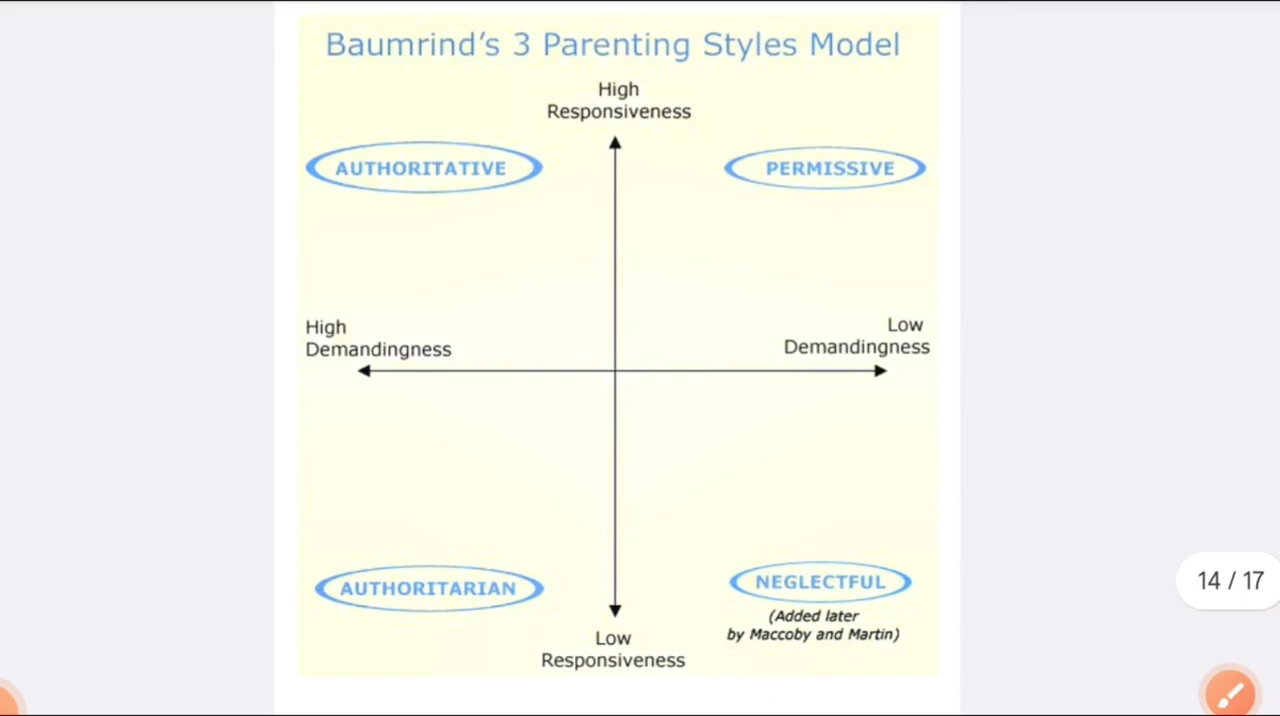 Baumrind’s 3 Parenting Styles Model
High
Responsiveness
AUTHORITATIVE
PERMISSIVE
High
Demandingness
Low
Demandingness
AUTHORITARIAN
NEGLECTFUL
(Added later
by Maccoby and Martin)
Low
Responsiveness
14 / 17